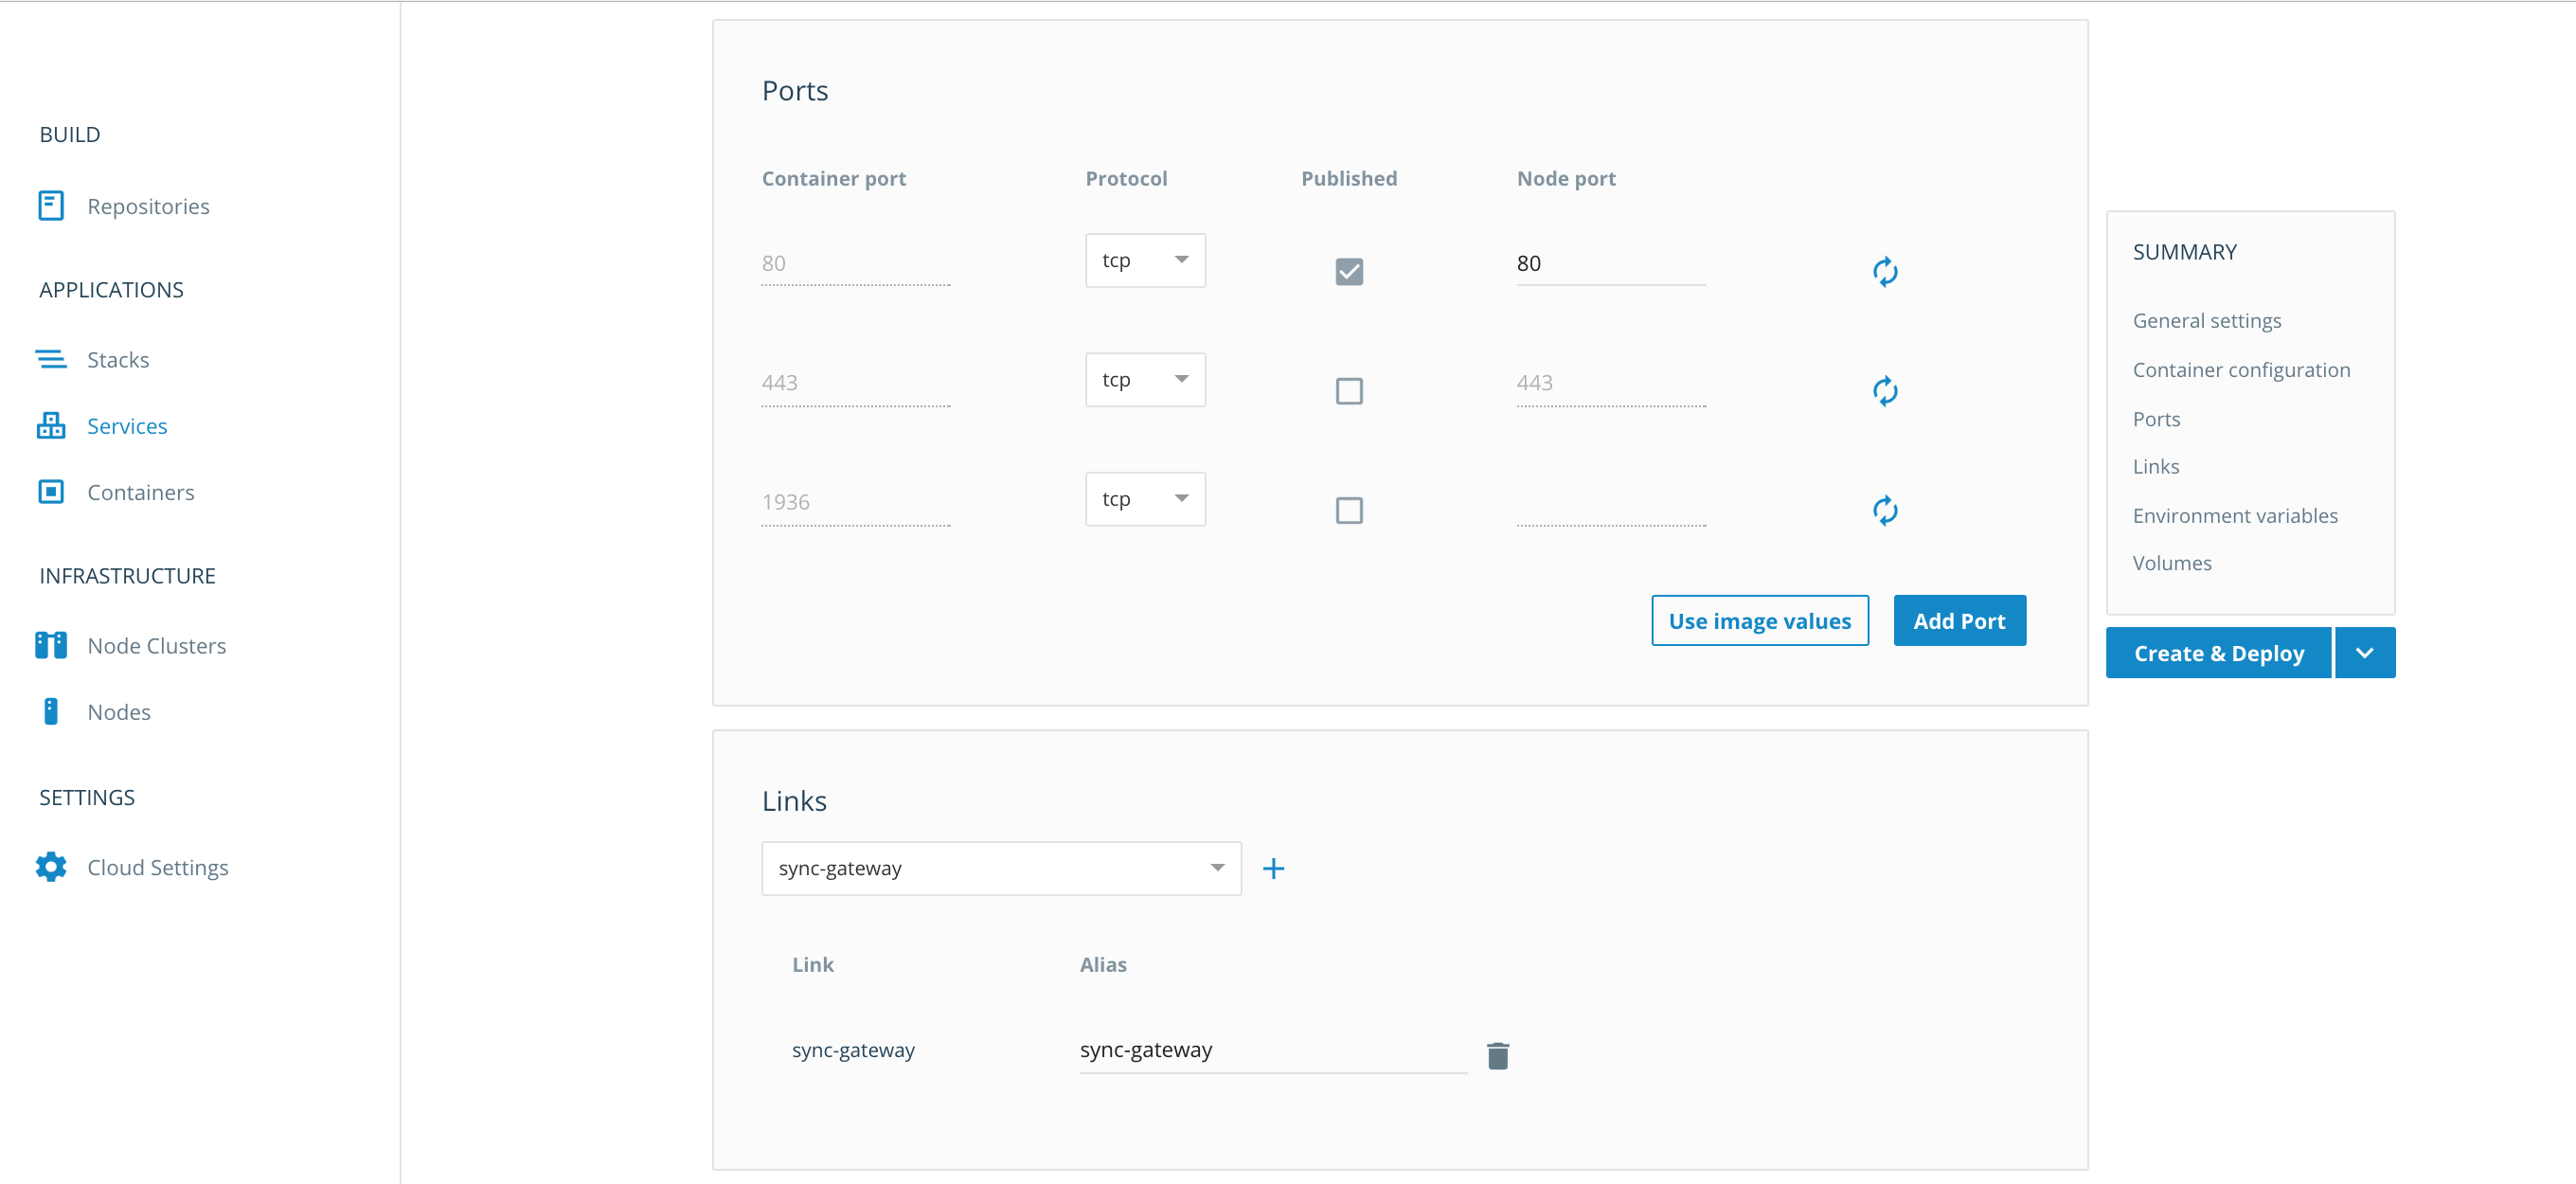 BUILD
Repositories
APPLICATIONS
Stacks
Services
Containers
INFRASTRUCTURE
Node Clusters
Nodes
SETTINGS
Cloud Settings
Ports
Container port Protocol Published Node port
80 tcp 80
443 tcp 443
1936 tcp
Use image values Add Port
Links
sync-gateway
Link Alias
sync-gateway sync-gateway
SUMMARY
General settings
Container configuration
Ports
Links
Environment variables
Volumes
Create & Deploy